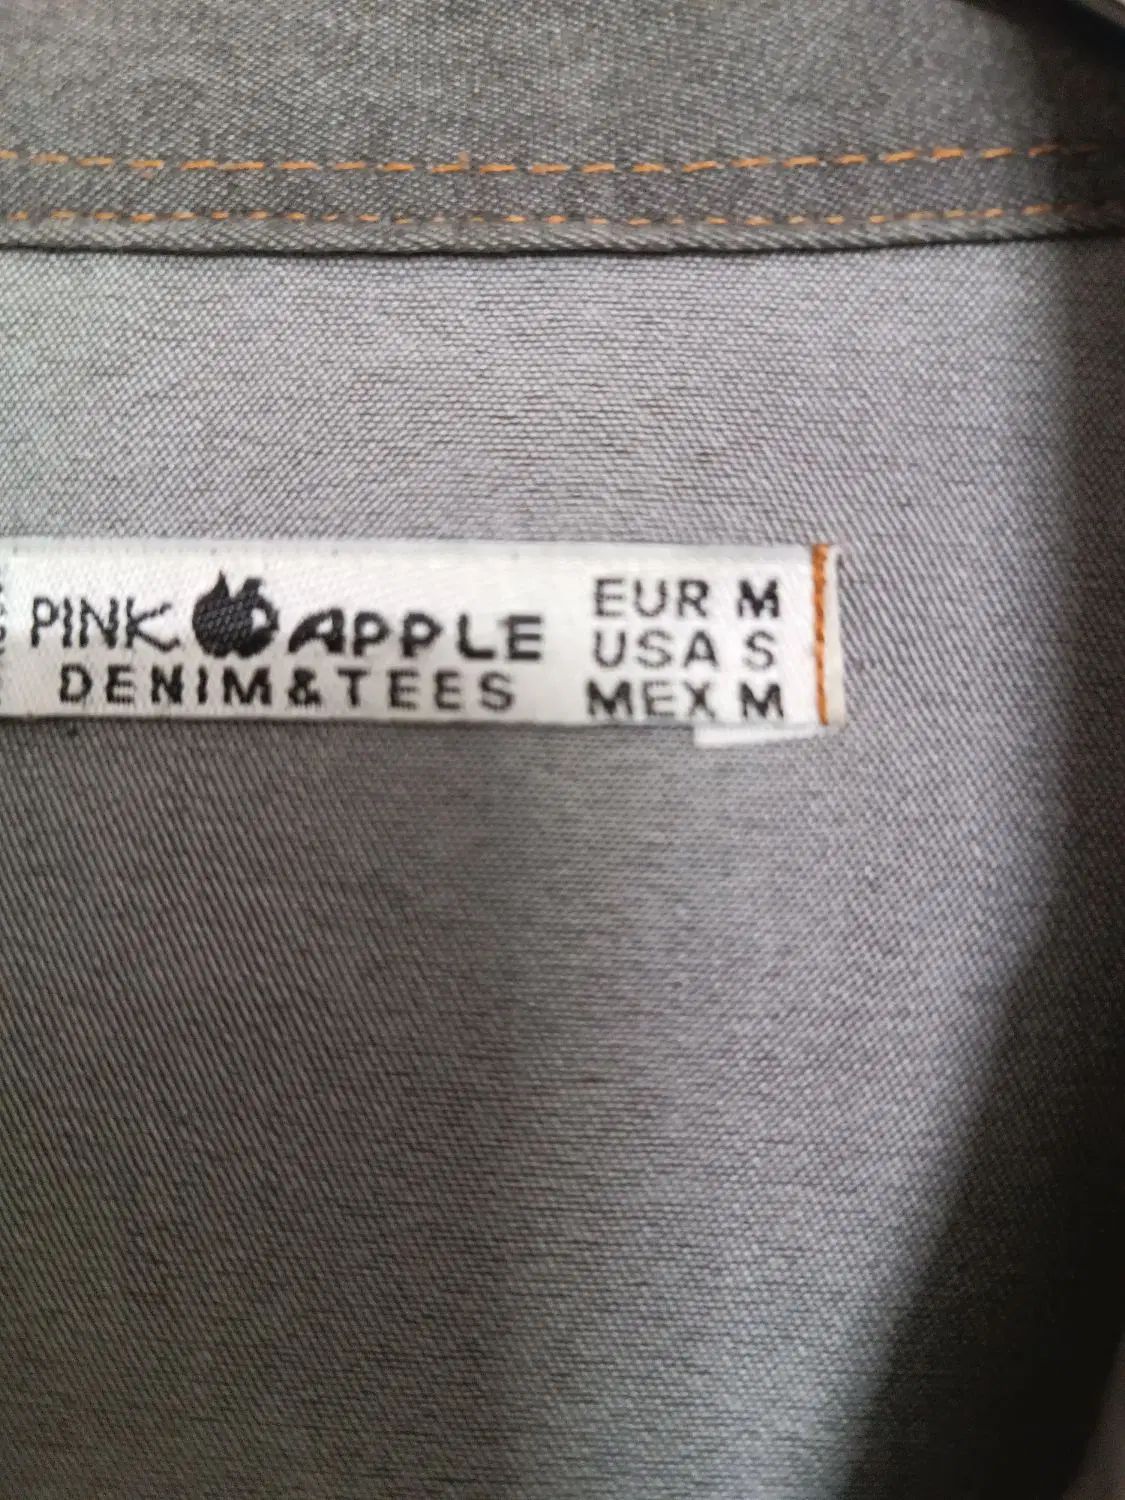 PINK APPLE
DENIM & TEES
EUR M
USA S
MEX M